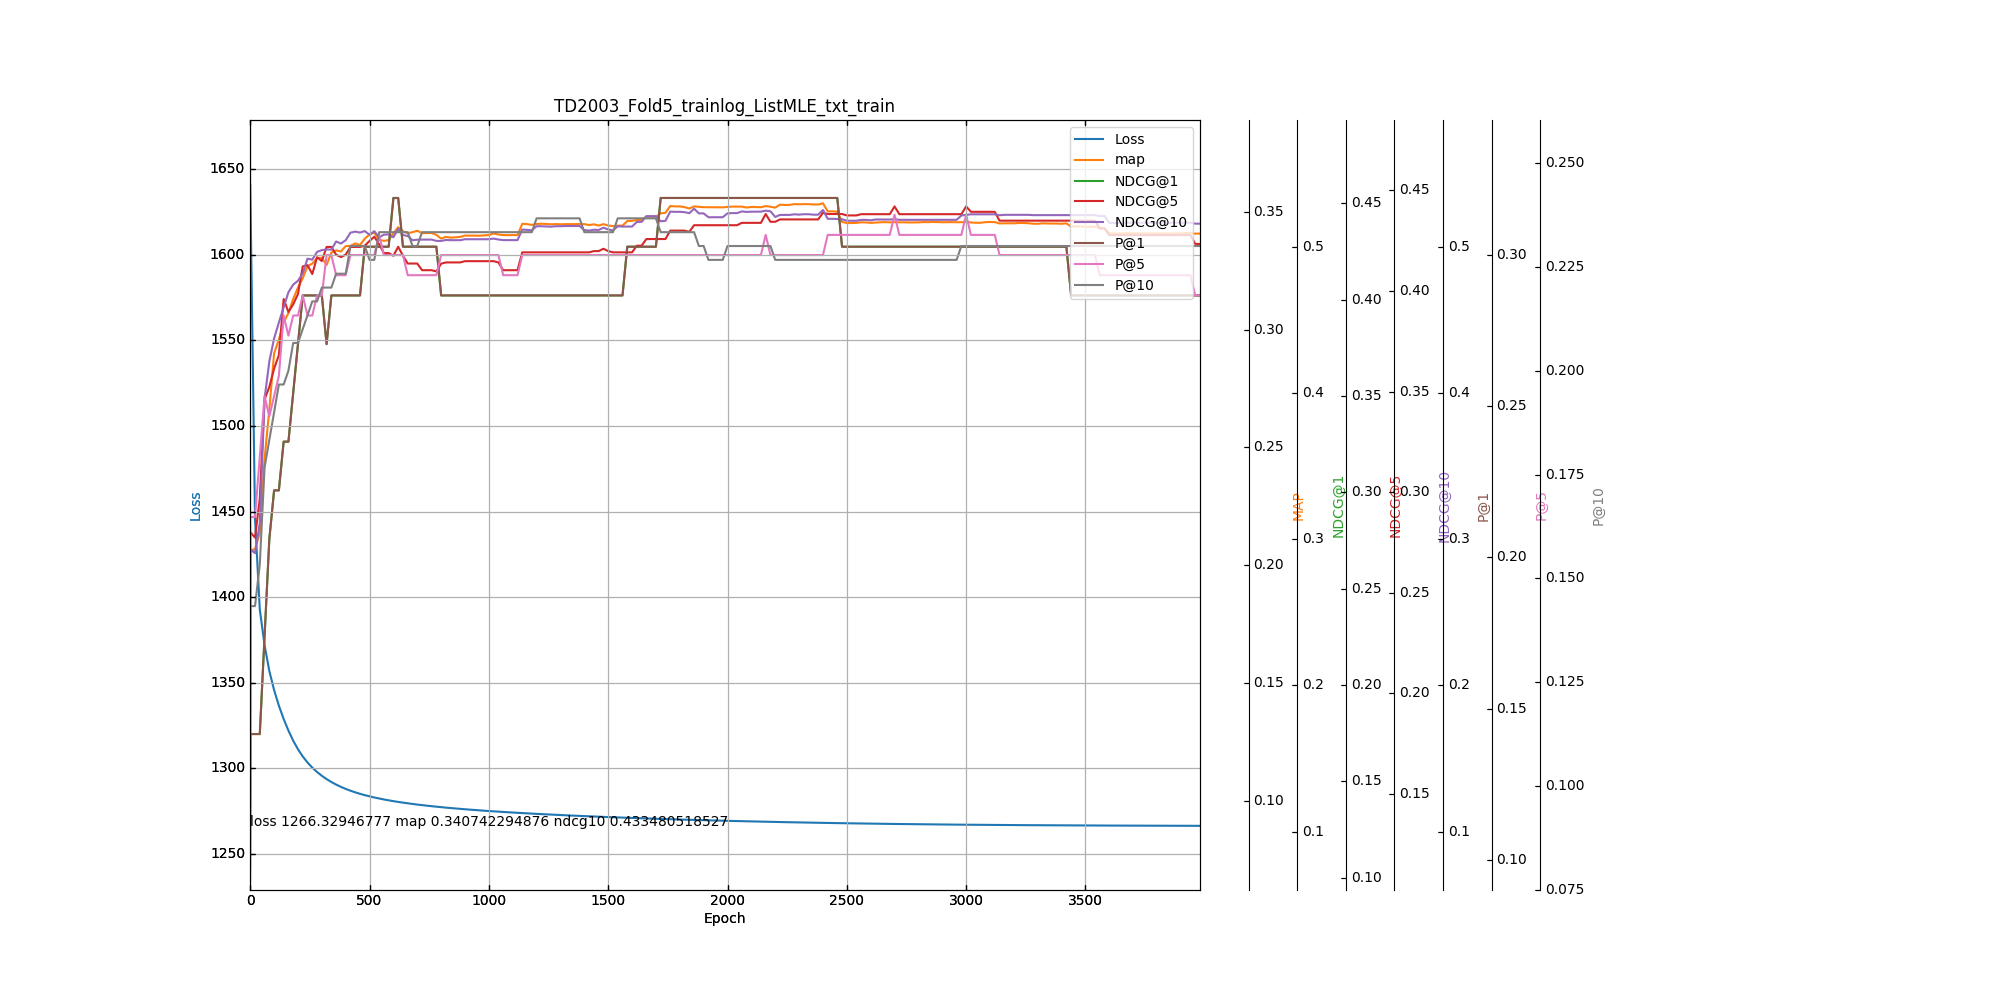 TD2003_Fold5_trainlog_ListMLE_txt_train
Loss
map
NDCG@1
NDCG@5
NDCG@10
P@1
P@5
P@10
1650
1600
1550
1500
1450
1400
1350
1300
1250
Loss
loss 1266.32946777 map 0.340742294876 ndcg10 0.433480518527
0 500 1000 1500 2000 2500 3000 3500
Epoch
0.35
0.30
0.25
0.20
0.15
0.10
MAP
0.5
0.4
0.3
0.2
0.1
NDCG@1
0.45
0.40
0.35
0.30
0.25
0.20
0.15
0.10
NDCG@5
0.45
0.40
0.35
0.30
0.25
0.20
0.15
NDCG@10
0.5
0.4
0.3
0.2
0.1
P@1
0.30
0.25
0.20
0.15
0.10
P@5
0.250
0.225
0.200
0.175
0.150
0.125
0.100
0.075
P@10